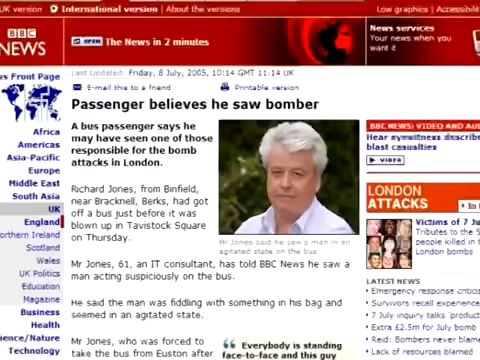 UK version International version About the versions Low graphics Accessibility
BBC NEWS
OPEN The News in 2 minutes
News services
Your news when you
want it
News Front Page
Africa
Americas
Asia-Pacific
Europe
Middle East
South Asia
UK
England
Northern Ireland
Scotland
Wales
UK Politics
Education
Magazine
Business
Health
Science/Nature
Technology
Last Updated: Friday, 8 July, 2005, 10:14 GMT 11:14 UK
E-mail this to a friend Printable version
Passenger believes he saw bomber
A bus passenger says he
may have seen one of those
responsible for the bomb
attacks in London.
Richard Jones, from Binfield,
near Bracknell, Berks, had got
off a bus just before it was
blown up in Tavistock Square
on Thursday.
Mr Jones said he saw a man in an
agitated state on the bus
Mr Jones, 61, an IT consultant, has told BBC News he saw a
man acting suspiciously on the bus.
He said the man was fiddling with something in his bag and
seemed in an agitated state.
Mr Jones, who was forced to
take the bus from Euston after
Everybody is standing
face-to-face and this guy
BBC NEWS: VIDEO AND AUD
Hear eyewitness describe
blast casualties
VIDEO
LONDON
ATTACKS
In
Victims of 7 Ju
Tributes to the 5
people killed in t
London bombs
LATEST NEWS
Emergency response critici
Survivors recall experience
7 July inquiry talks 'product
Extra £2.5m for July bomb
Reid: Bombers never blame
Lack of resources blamed